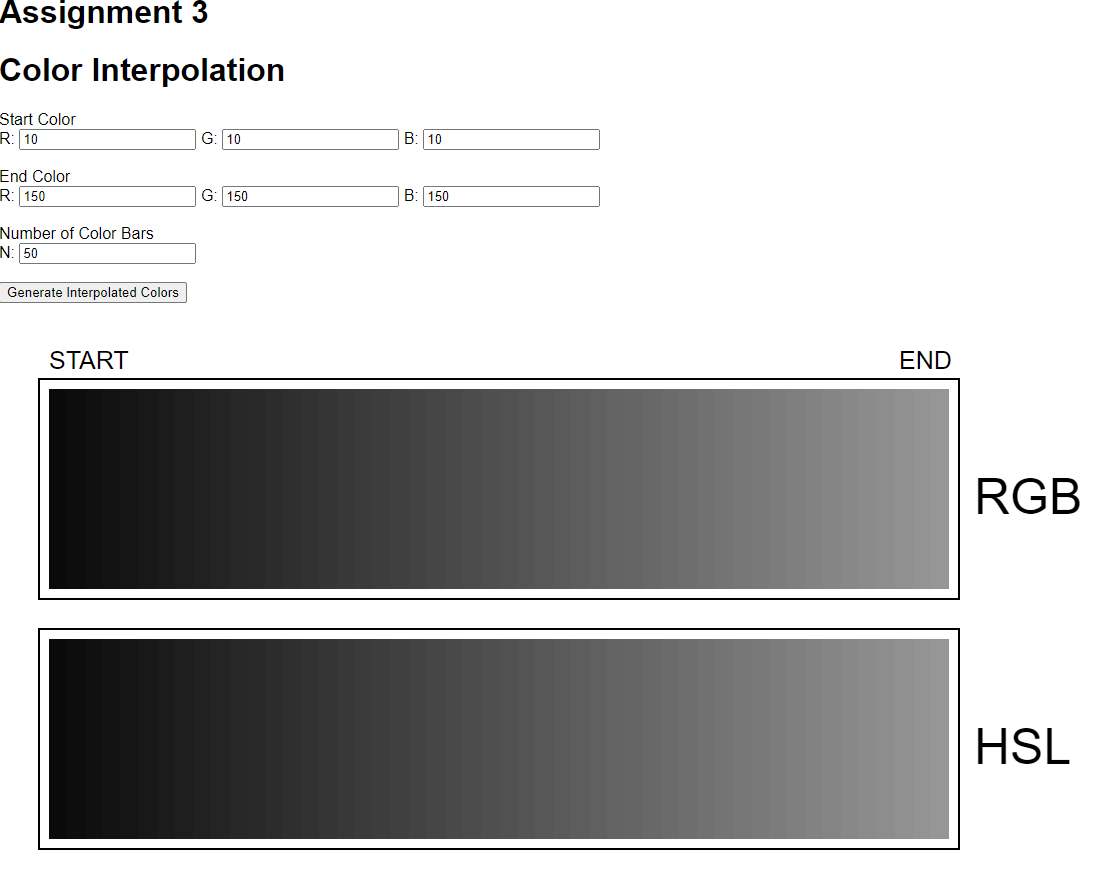 Assignment 3
Color Interpolation
Start Color
R: 10 G: 10 B: 10
End Color
R: 150 G: 150 B: 150
Number of Color Bars
N: 50
Generate Interpolated Colors
START END
RGB
HSL